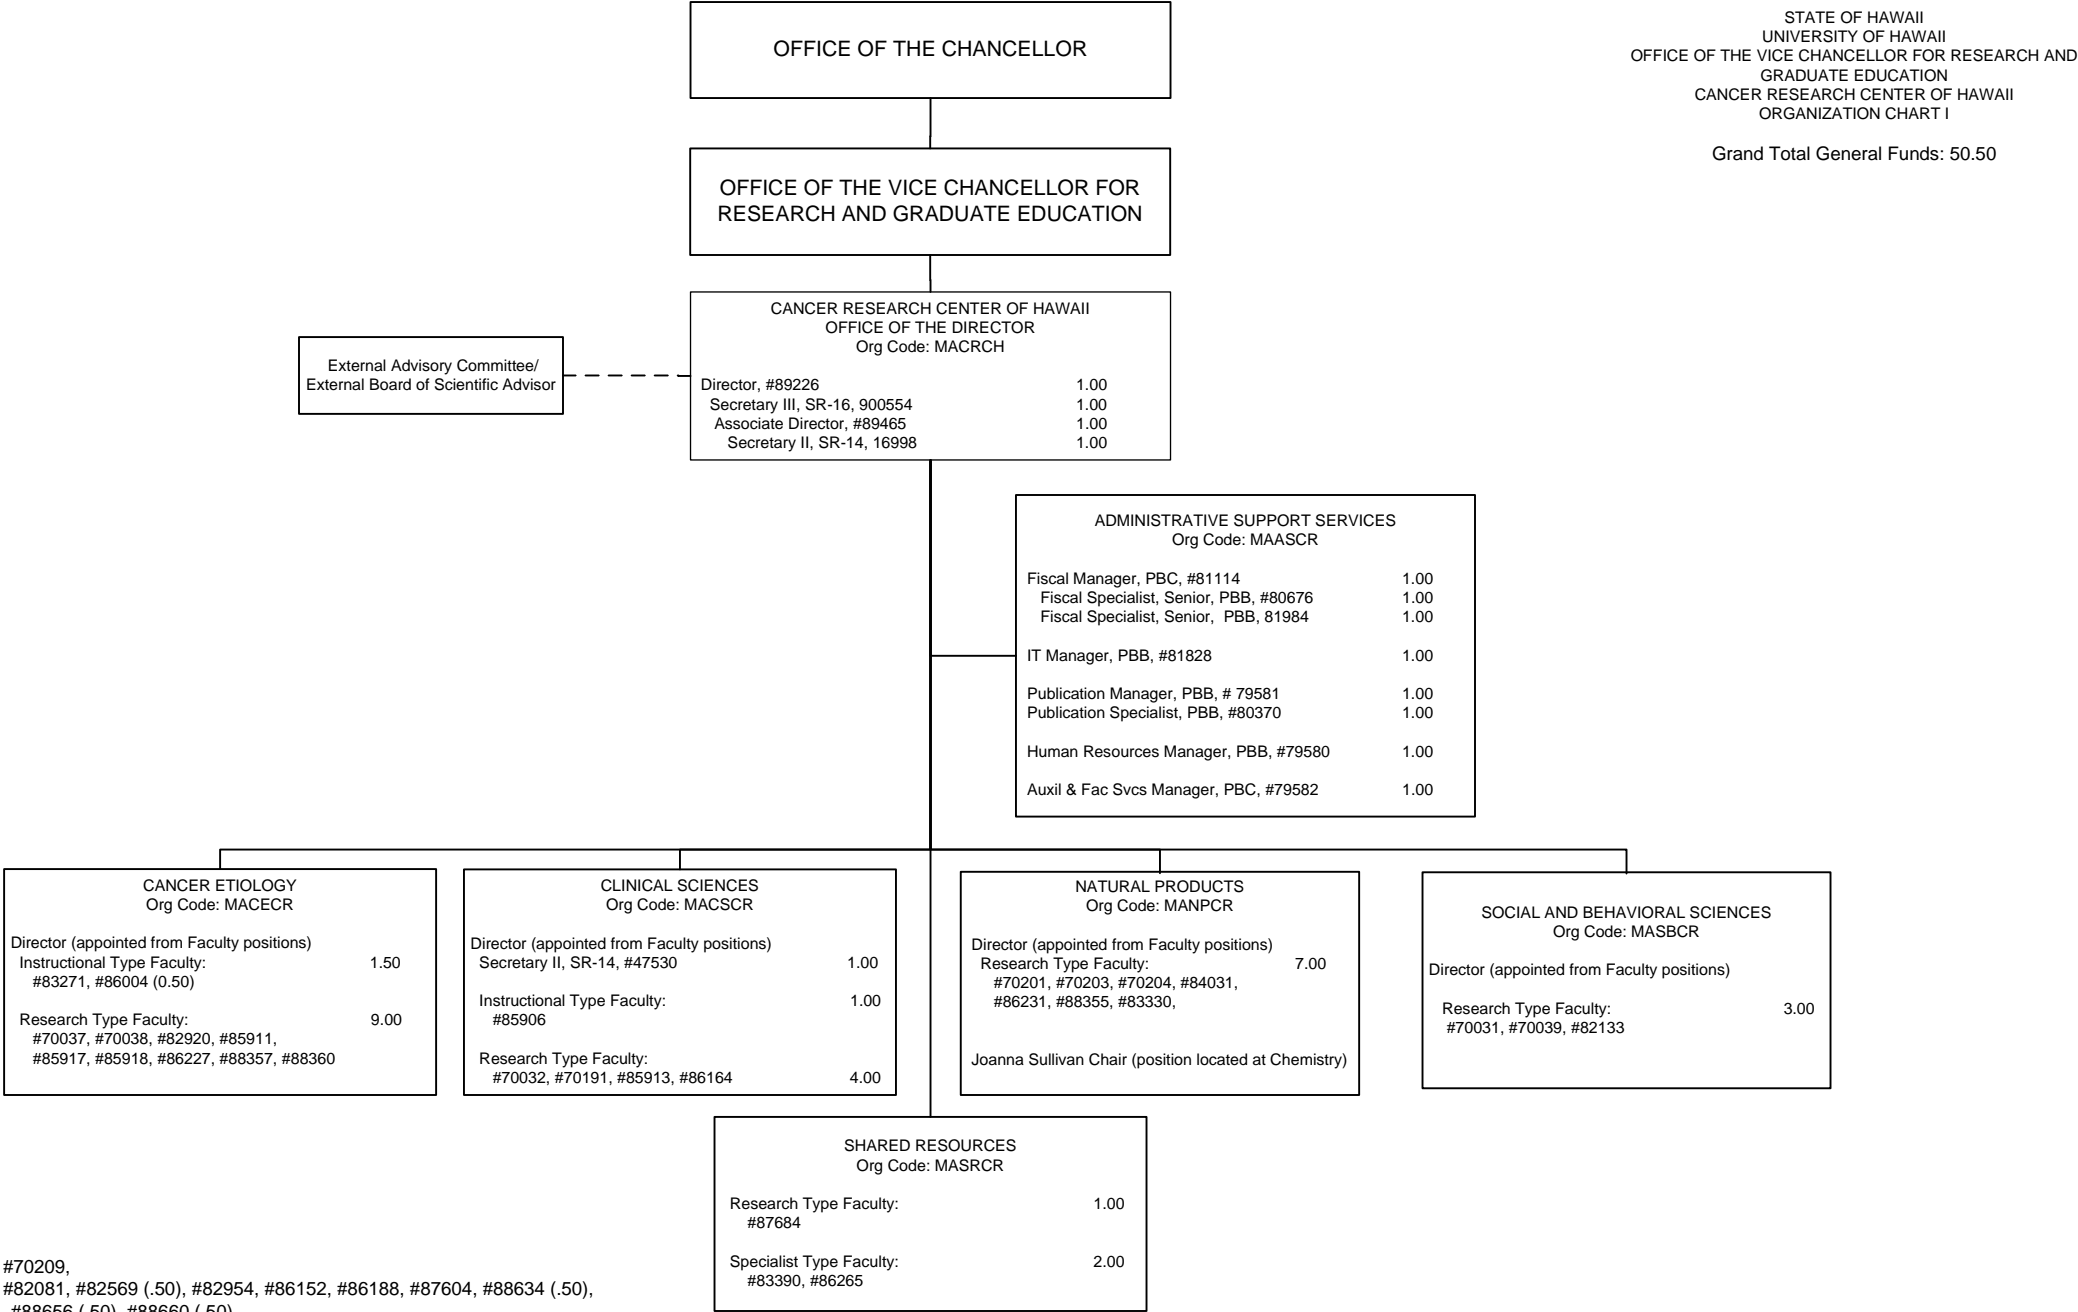 OFFICE OF THE CHANCELLOR
STATE OF HAWAII
UNIVERSITY OF HAWAII
OFFICE OF THE VICE CHANCELLOR FOR RESEARCH AND
GRADUATE EDUCATION
CANCER RESEARCH CENTER OF HAWAII
ORGANIZATION CHART I
Grand Total General Funds: 50.50
OFFICE OF THE VICE CHANCELLOR FOR
RESEARCH AND GRADUATE EDUCATION
CANCER RESEARCH CENTER OF HAWAII
OFFICE OF THE DIRECTOR
Org Code: MACRCH
Director, #89226 1.00
Secretary III, SR-16, 900554 1.00
Associate Director, #89465 1.00
Secretary II, SR-14, 16998 1.00
External Advisory Committee/
External Board of Scientific Advisor
ADMINISTRATIVE SUPPORT SERVICES
Org Code: MAASCR
Fiscal Manager, PBC, #81114 1.00
Fiscal Specialist, Senior, PBB, #80676 1.00
Fiscal Specialist, Senior, PBB, 81984 1.00
IT Manager, PBB, #81828 1.00
Publication Manager, PBB, # 79581 1.00
Publication Specialist, PBB, #80370 1.00
Human Resources Manager, PBB, #79580 1.00
Auxil & Fac Svcs Manager, PBC, #79582 1.00
CANCER ETIOLOGY
Org Code: MACECR
Director (appointed from Faculty positions)
Instructional Type Faculty: 1.50
#83271, #86004 (0.50)
Research Type Faculty: 9.00
#70037, #70038, #82920, #85911,
#85917, #85918, #86227, #88357, #88360
CLINICAL SCIENCES
Org Code: MACSCR
Director (appointed from Faculty positions)
Secretary II, SR-14, #47530 1.00
Instructional Type Faculty: 1.00
#85906
Research Type Faculty:
#70032, #70191, #85913, #86164 4.00
NATURAL PRODUCTS
Org Code: MANPCR
Director (appointed from Faculty positions)
Research Type Faculty: 7.00
#70201, #70203, #70204, #84031,
#86231, #88355, #83330,
Joanna Sullivan Chair (position located at Chemistry)
SOCIAL AND BEHAVIORAL SCIENCES
Org Code: MASBCR
Director (appointed from Faculty positions)
Research Type Faculty: 3.00
#70031, #70039, #82133
SHARED RESOURCES
Org Code: MASRCR
Research Type Faculty: 1.00
#87684
Specialist Type Faculty: 2.00
#83390, #86265
#70209,
#82081, #82569 (.50), #82954, #86152, #86188, #87604, #88634 (.50),
#88656 (.50), #88660 (.50)